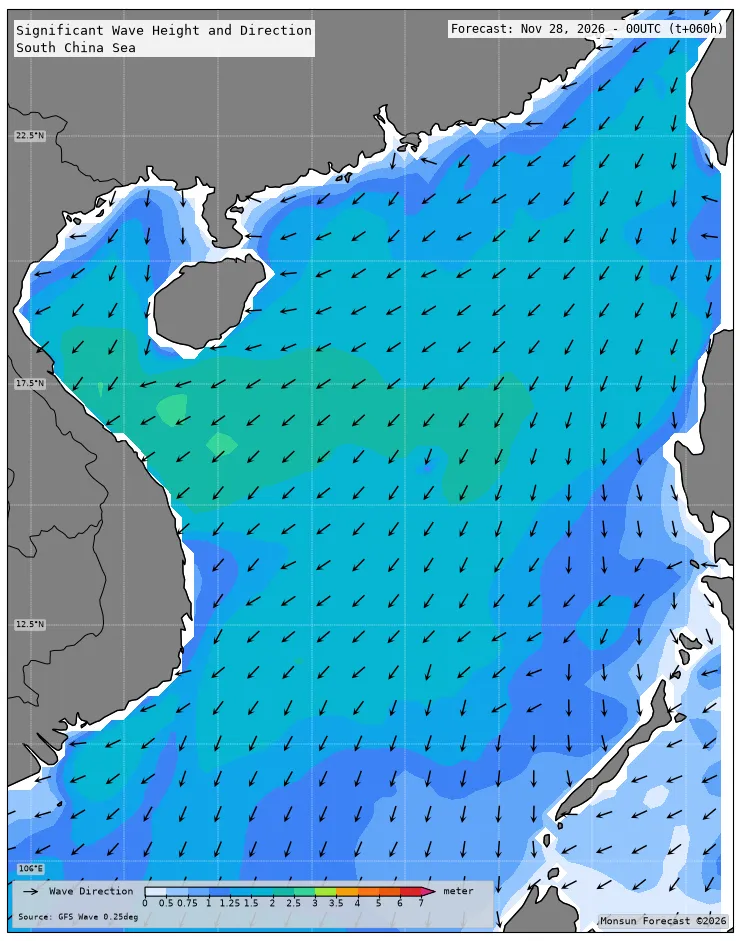 Significant Wave Height and Direction
South China Sea
Forecast: Nov 28, 2026 - 00UTC (t+060h)
22.5°N
17.5°N
12.5°N
106°E
Wave Direction
meter
0 0.5 0.75 1 1.25 1.5 2 2.5 3 3.5 4 5 6 7
Source: GFS Wave 0.25deg
Monsun Forecast ©2026